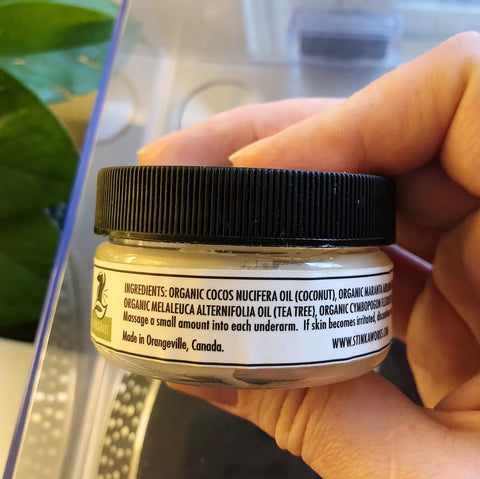 INGREDIENTS: ORGANIC COCOS NUCIFERA OIL (COCONUT), ORGANIC MARANTA
ORGANIC MELALEUCA ALTERNIFOLIA OIL (TEA TREE), ORGANIC CYMBOPOGON
Massage a small amount into each underarm. If skin becomes irritated,
Made in Orangeville, Canada.
WWW.STINKAWORKS